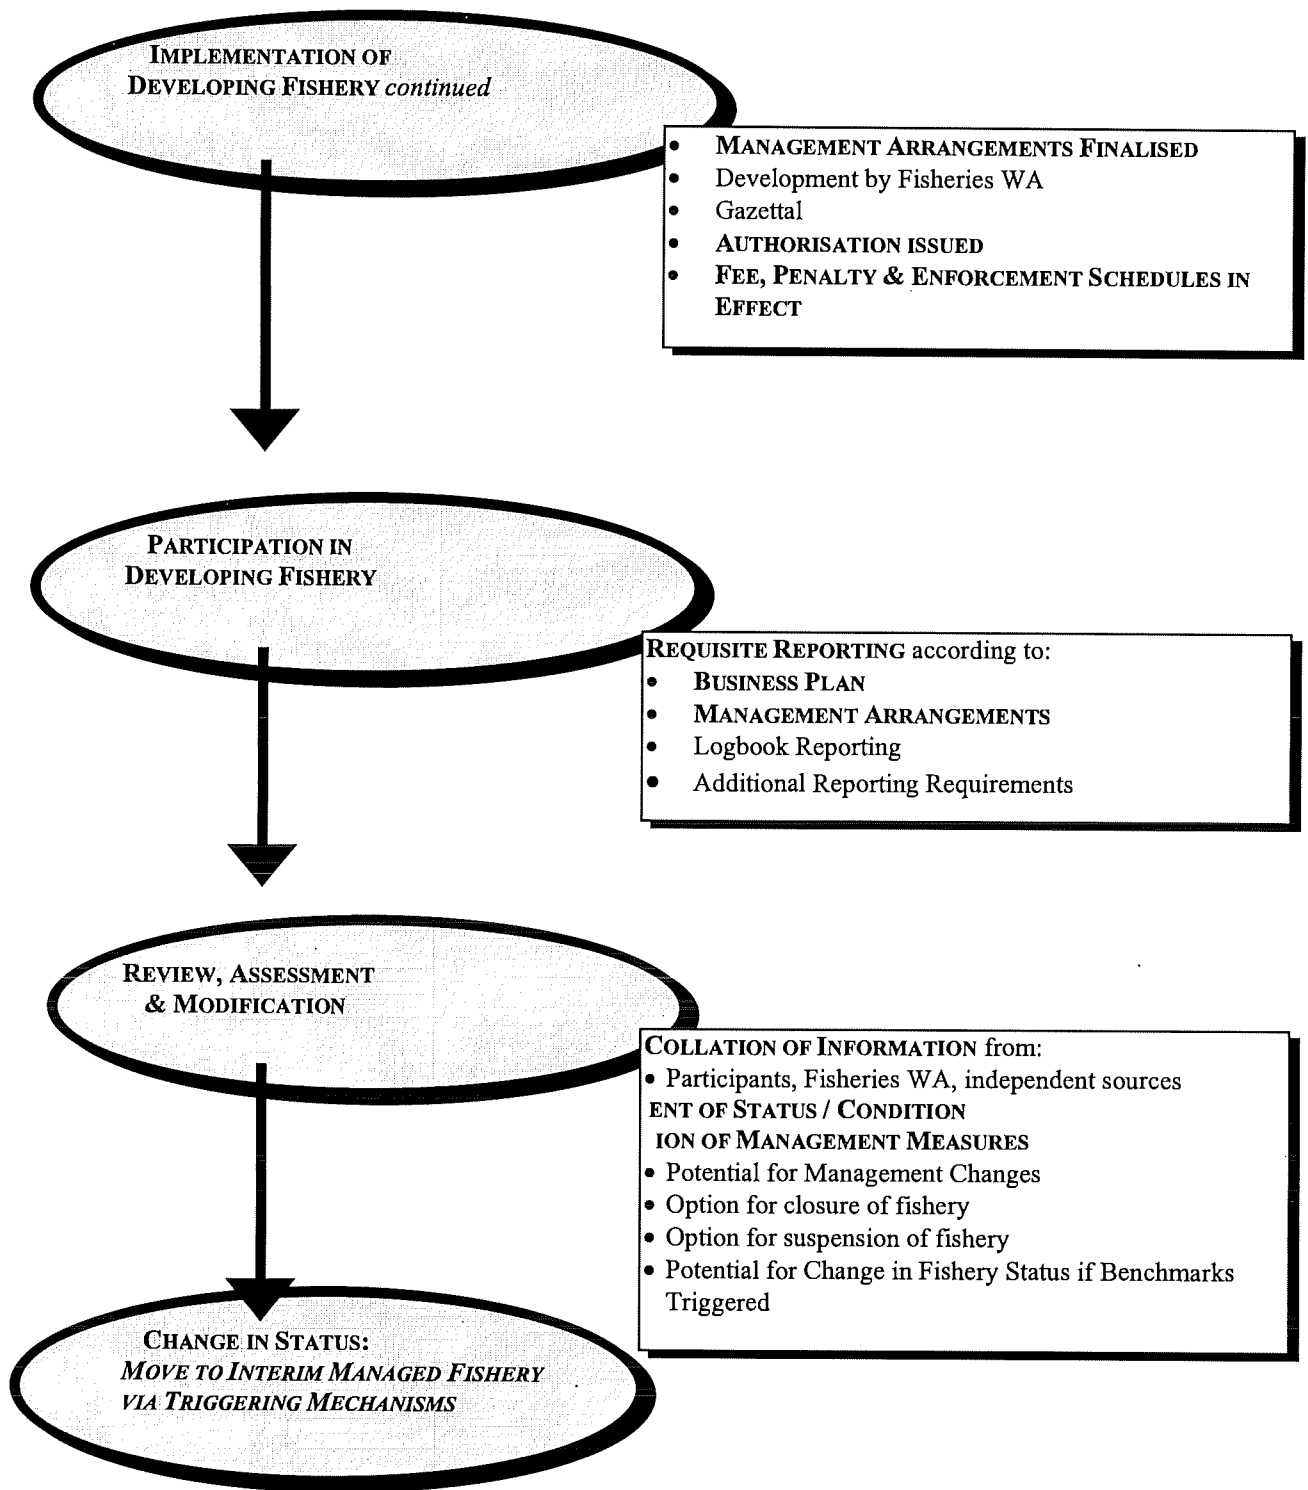 IMPLEMENTATION OF
DEVELOPING FISHERY continued
• MANAGEMENT ARRANGEMENTS FINALISED
• Development by Fisheries WA
• Gazettal
• AUTHORISATION ISSUED
• FEE, PENALTY & ENFORCEMENT SCHEDULES IN
EFFECT
PARTICIPATION IN
DEVELOPING FISHERY
REQUISITE REPORTING according to:
• BUSINESS PLAN
• MANAGEMENT ARRANGEMENTS
• Logbook Reporting
• Additional Reporting Requirements
REVIEW, ASSESSMENT
& MODIFICATION
COLLATION OF INFORMATION from:
• Participants, Fisheries WA, independent sources
ENT OF STATUS / CONDITION
ION OF MANAGEMENT MEASURES
• Potential for Management Changes
• Option for closure of fishery
• Option for suspension of fishery
• Potential for Change in Fishery Status if Benchmarks
Triggered
CHANGE IN STATUS:
MOVE TO INTERIM MANAGED FISHERY
VIA TRIGGERING MECHANISMS